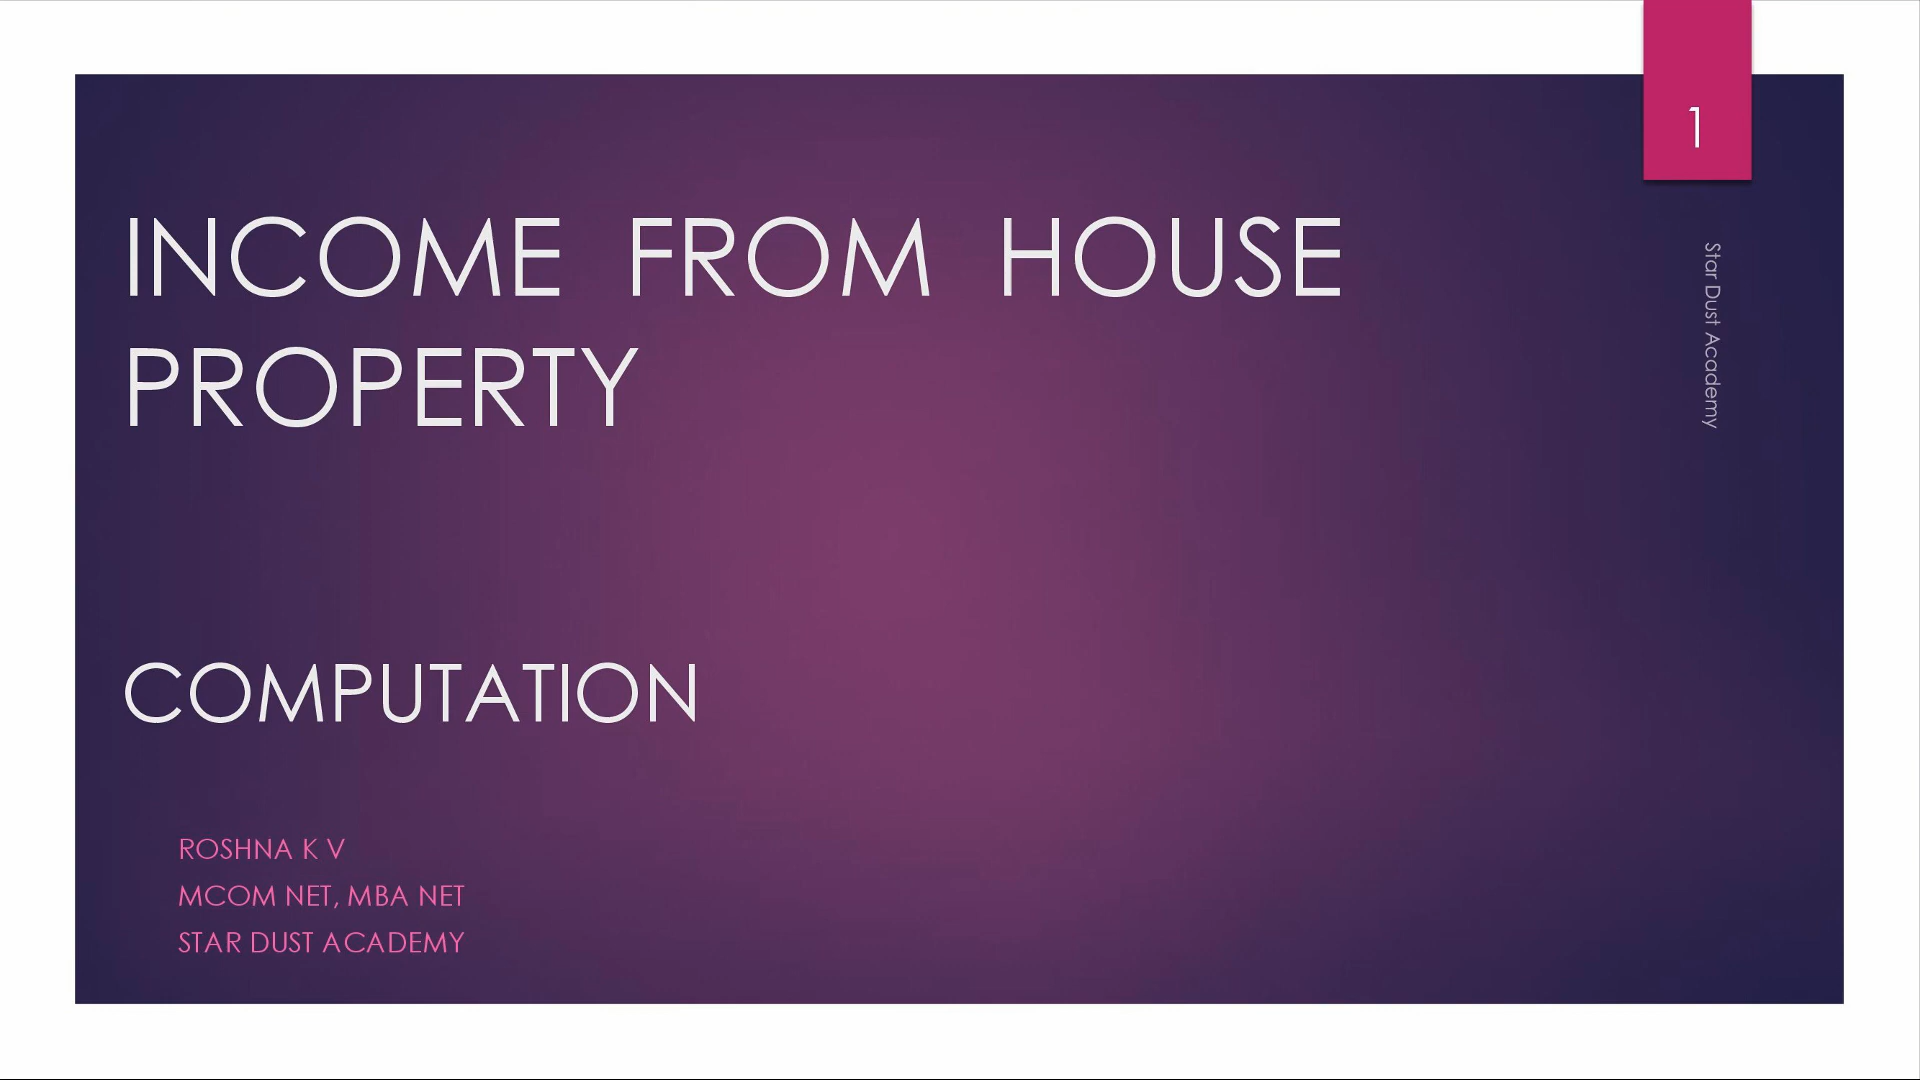 1
INCOME FROM HOUSE
PROPERTY
COMPUTATION
ROSHNA K V
MCOM NET, MBA NET
STAR DUST ACADEMY
Star Dust Academy